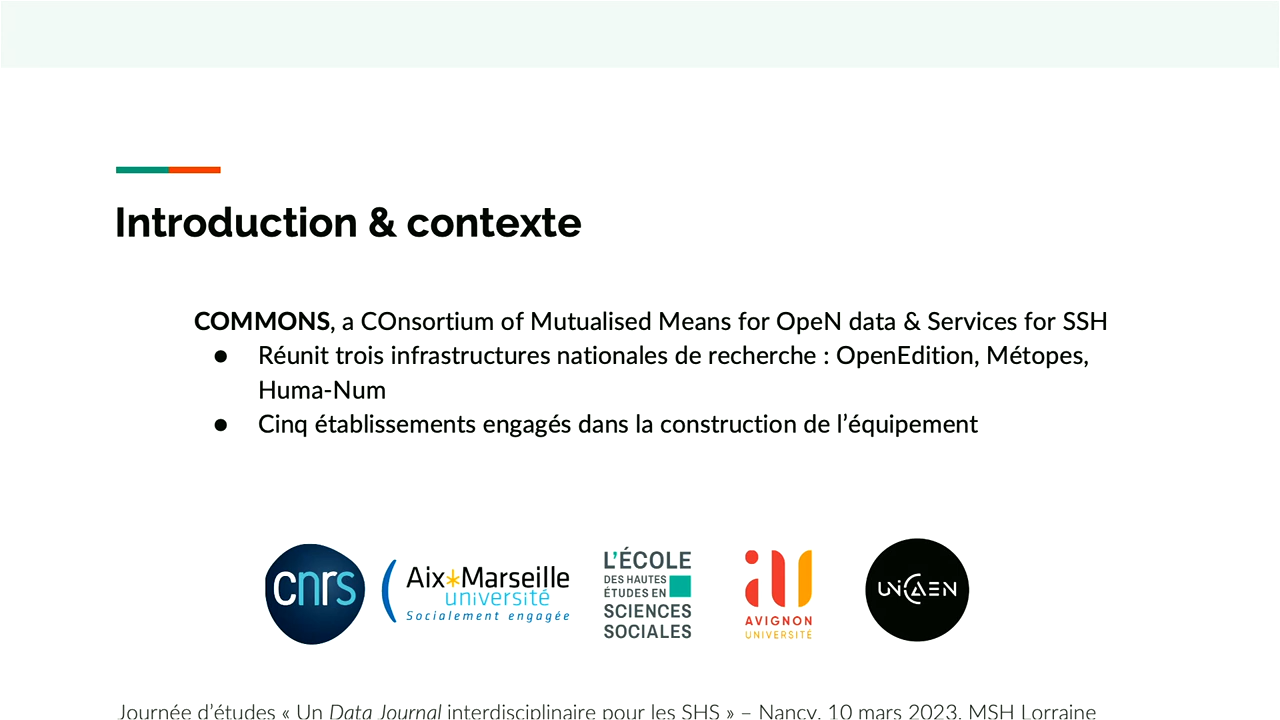 Introduction & contexte
COMMONS, a COnsortium of Mutualised Means for OpeN data & Services for SSH
● Réunit trois infrastructures nationales de recherche : OpenEdition, Métopes,
Huma-Num
● Cinq établissements engagés dans la construction de l’équipement
cnrs
Aix*Marseille
université
Socialement engagée
L'ÉCOLE
DES HAUTES
ÉTUDES EN
SCIENCES
SOCIALES
au
AVIGNON
UNIVERSITÉ
UNICAEN
Journée d’études « Un Data Journal interdisciplinaire pour les SHS » – Nancy, 10 mars 2023, MSH Lorraine